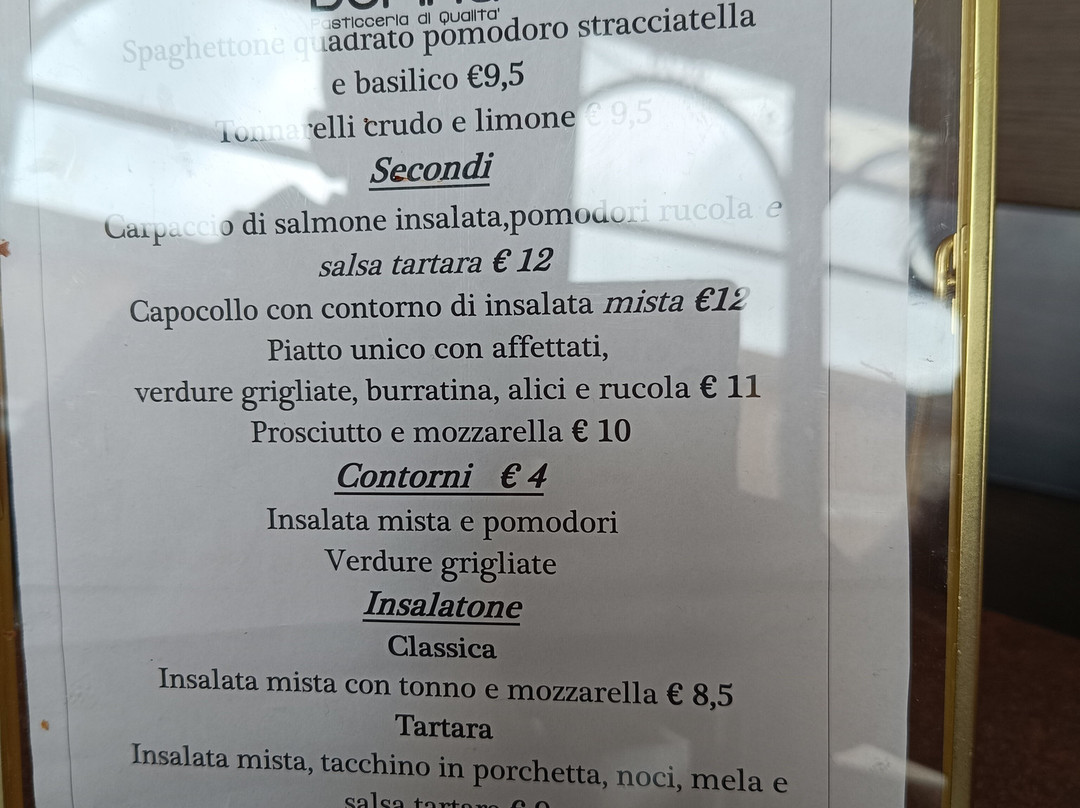 Pasticceria di Qualita'
Spaghettone quadrato pomodoro stracciatella
e basilico €9,5
Tonnarelli crudo e limone € 9,5
Secondi
Carpaccio di salmone insalata,pomodori rucola e
salsa tartara € 12
Capocollo con contorno di insalata mista €12
Piatto unico con affettati,
verdure grigliate, burratina, alici e rucola € 11
Prosciutto e mozzarella € 10
Contorni € 4
Insalata mista e pomodori
Verdure grigliate
Insalatone
Classica
Insalata mista con tonno e mozzarella € 8,5
Tartara
Insalata mista, tacchino in porchetta, noci, mela e
salsa